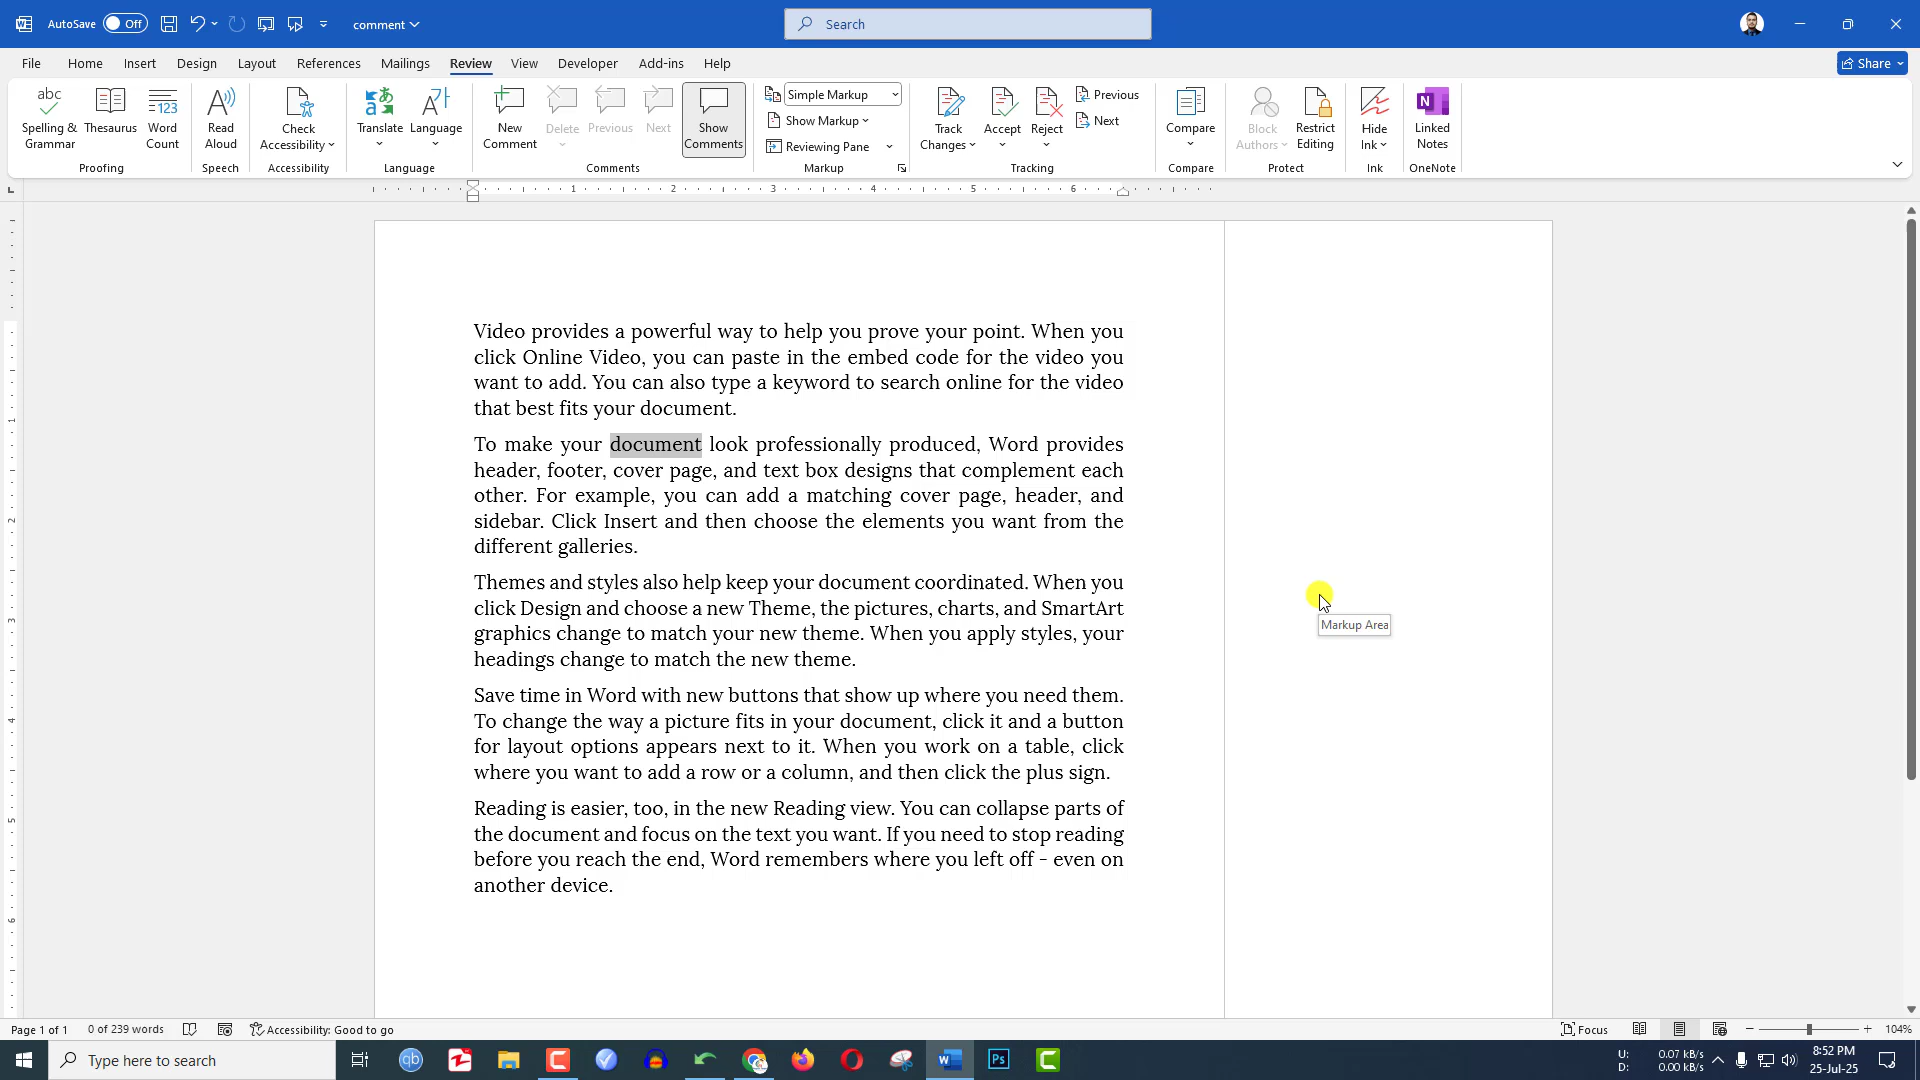 AutoSave Off comment Search
File Home Insert Design Layout References Mailings Review View Developer Add-ins Help Share
abc 123 A
Spelling & Grammar Thesaurus Word Count Read Aloud Check Accessibility Translate Language New Comment Delete Previous Next Show Comments Simple Markup Show Markup Reviewing Pane Track Changes Accept Reject Previous Next Compare Block Authors Restrict Editing Hide Ink Linked Notes
Proofing Speech Accessibility Language Comments Markup Tracking Compare Protect Ink OneNote
1 2 3 4 5 6
Video provides a powerful way to help you prove your point. When you
click Online Video, you can paste in the embed code for the video you
want to add. You can also type a keyword to search online for the video
that best fits your document.
To make your document look professionally produced, Word provides
header, footer, cover page, and text box designs that complement each
other. For example, you can add a matching cover page, header, and
sidebar. Click Insert and then choose the elements you want from the
different galleries.
Themes and styles also help keep your document coordinated. When you
click Design and choose a new Theme, the pictures, charts, and SmartArt
graphics change to match your new theme. When you apply styles, your
headings change to match the new theme.
Markup Area
Save time in Word with new buttons that show up where you need them.
To change the way a picture fits in your document, click it and a button
for layout options appears next to it. When you work on a table, click
where you want to add a row or a column, and then click the plus sign.
Reading is easier, too, in the new Reading view. You can collapse parts of
the document and focus on the text you want. If you need to stop reading
before you reach the end, Word remembers where you left off - even on
another device.
Page 1 of 1 0 of 239 words Accessibility: Good to go Focus 104%
Type here to search qb Ps C
U: 0.07 kB/s 8:52 PM
D: 0.00 kB/s 25-Jul-25